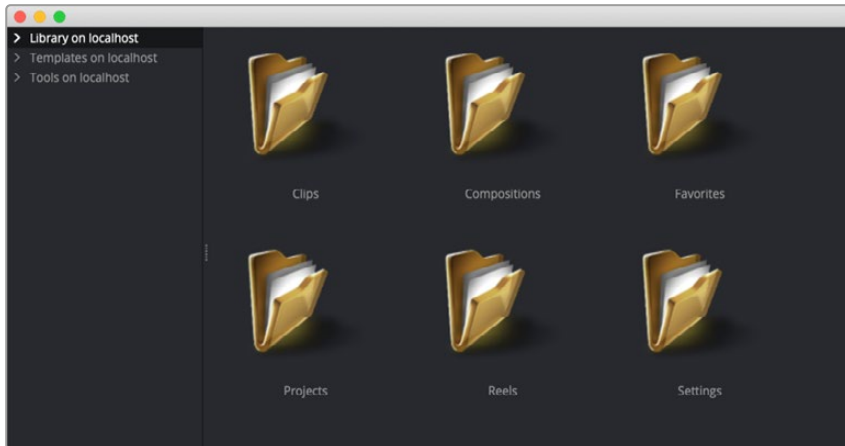 Library on localhost
Templates on localhost
Tools on localhost
Clips Compositions Favorites
Projects Reels Settings